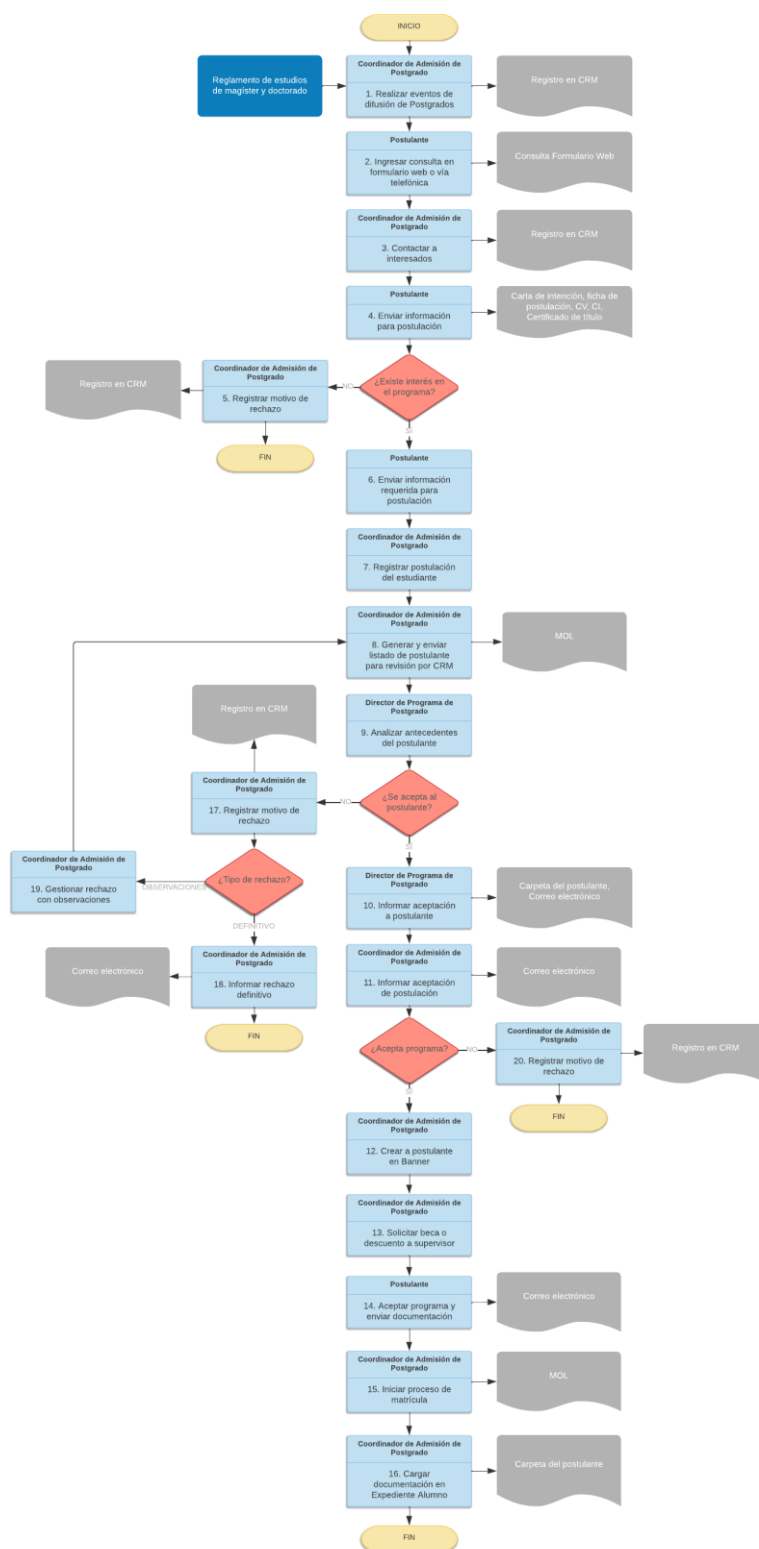 INICIO
Reglamento de estudios
de magíster y doctorado
Coordinador de Admisión de
Postgrado
1. Realizar eventos de
difusión de Postgrados
Registro en CRM
Postulante
2. Ingresar consulta en
formulario web o vía
telefónica
Consulta Formulario Web
Coordinador de Admisión de
Postgrado
3. Contactar a
interesados
Registro en CRM
Postulante
4. Enviar información
para postulación
Carta de intención, ficha de
postulación, CV, CI,
Certificado de título
¿Existe interés en
el programa?
NO
Coordinador de Admisión de
Postgrado
5. Registrar motivo de
rechazo
Registro en CRM
FIN
SI
Postulante
6. Enviar información
requerida para
postulación
Coordinador de Admisión de
Postgrado
7. Registrar postulación
del estudiante
Coordinador de Admisión de
Postgrado
8. Generar y enviar
listado de postulante
para revisión por CRM
MOL
Director de Programa de
Postgrado
9. Analizar antecedentes
del postulante
¿Se acepta al
postulante?
NO
Coordinador de Admisión de
Postgrado
17. Registrar motivo de
rechazo
Registro en CRM
¿Tipo de rechazo?
OBSERVACIONES
Coordinador de Admisión de
Postgrado
19. Gestionar rechazo
con observaciones
DEFINITIVO
Coordinador de Admisión de
Postgrado
18. Informar rechazo
definitivo
Correo electrónico
FIN
SI
Director de Programa de
Postgrado
10. Informar aceptación
a postulante
Carpeta del postulante,
Correo electrónico
Coordinador de Admisión de
Postgrado
11. Informar aceptación
de postulación
Correo electrónico
¿Acepta programa?
NO
Coordinador de Admisión de
Postgrado
20. Registrar motivo de
rechazo
Registro en CRM
FIN
SI
Coordinador de Admisión de
Postgrado
12. Crear a postulante
en Banner
Coordinador de Admisión de
Postgrado
13. Solicitar beca o
descuento a supervisor
Postulante
14. Aceptar programa y
enviar documentación
Correo electrónico
Coordinador de Admisión de
Postgrado
15. Iniciar proceso de
matrícula
MOL
Coordinador de Admisión de
Postgrado
16. Cargar
documentación en
Expediente Alumno
Carpeta del postulante
FIN